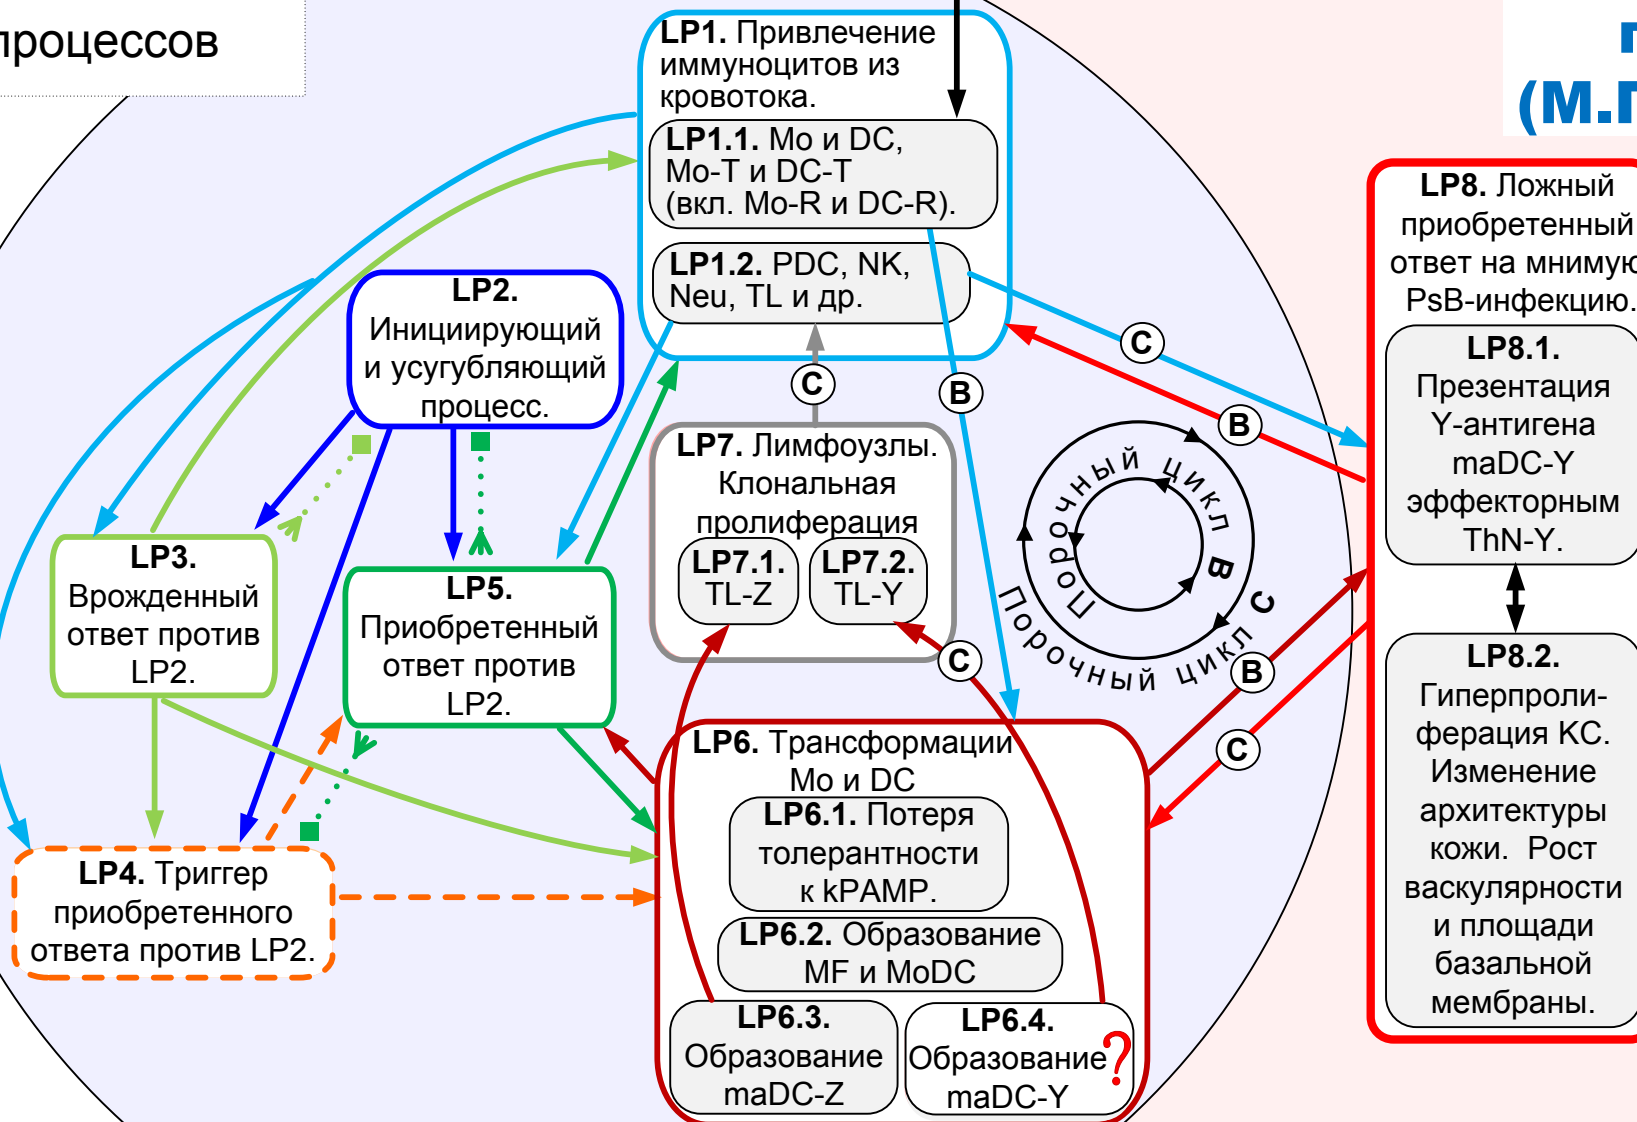 процессов
LP1. Привлечение
иммуноцитов из
кровотока.
LP1.1. Мо и DC,
Mo-T и DC-T
(вкл. Mo-R и DC-R).
LP1.2. PDC, NK,
Neu, TL и др.
(М.П
LP8. Ложный
приобретенный
ответ на мнимую
PsB-инфекцию.
LP8.1.
Презентация
Y-антигена
maDC-Y
эффекторным
ThN-Y.
LP8.2.
Гиперпроли-
ферация КС.
Изменение
архитектуры
кожи. Рост
васкулярности
и площади
базальной
мембраны.
LP2.
Инициирующий
и усугубляющий
процесс.
C
C
B
B
LP7. Лимфоузлы.
Клональная
пролиферация
LP7.1.
TL-Z
LP7.2.
TL-Y
Порочный цикл B
Порочный цикл C
LP3.
Врожденный
ответ против
LP2.
LP5.
Приобретенный
ответ против
LP2.
C
B
C
LP4. Триггер
приобретенного
ответа против LP2.
LP6. Трансформации
Мо и DC
LP6.1. Потеря
толерантности
к kPAMP.
LP6.2. Образование
MF и MoDC
LP6.3.
Образование
maDC-Z
LP6.4.
Образование
maDC-Y
?